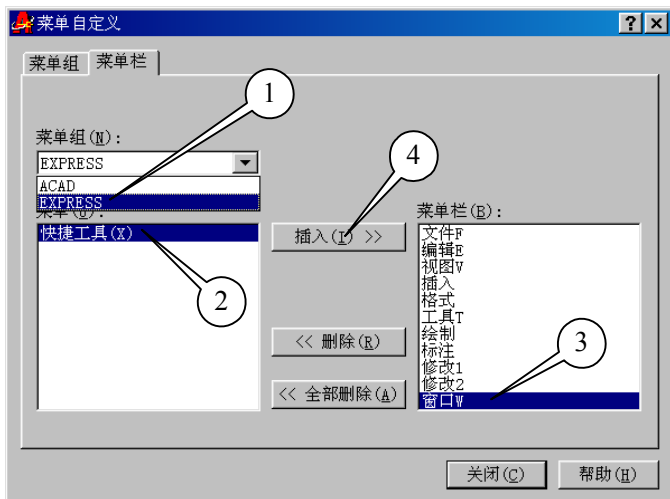 菜单自定义
菜单组 菜单栏
1
菜单组(N):
EXPRESS
ACAD
EXPRESS
菜单(U):
快捷工具(X)
2
4
插入(I) >>
<< 删除(R)
<< 全部删除(A)
菜单栏(B):
文件F
编辑E
视图V
插入
格式
工具T
绘制
标注
修改1
修改2
窗口W
3
关闭(C)
帮助(H)